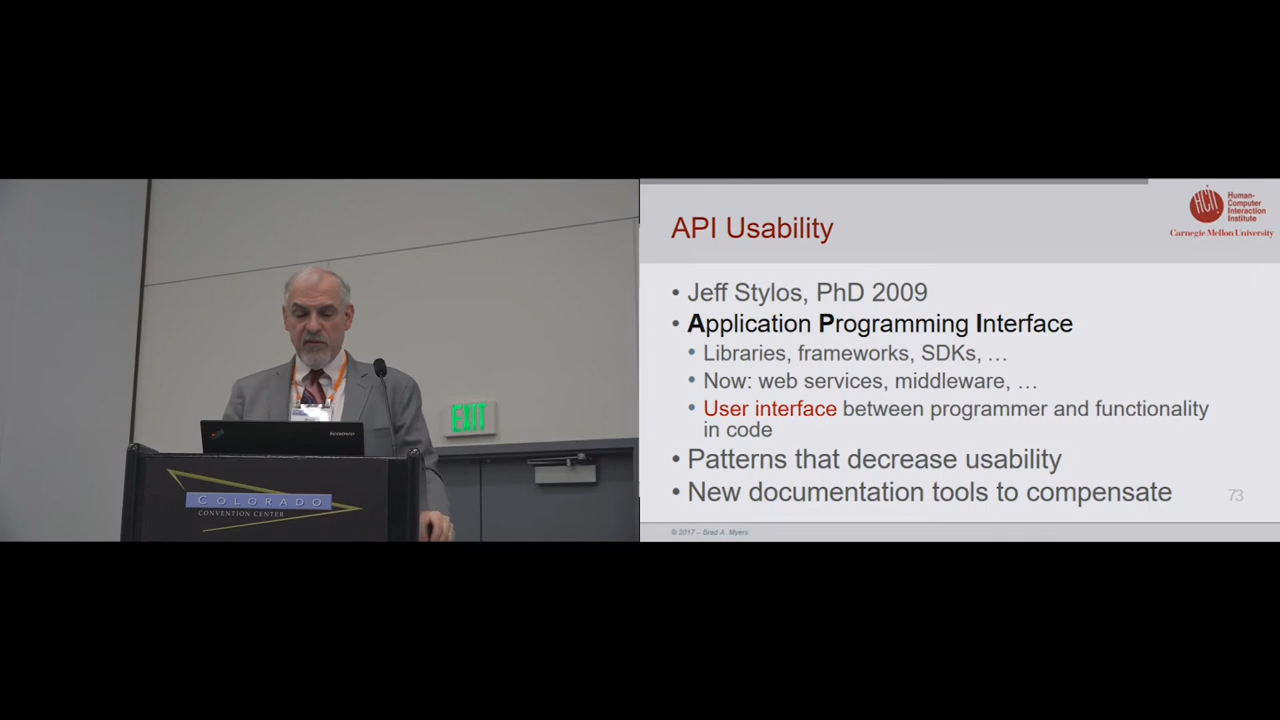 EXIT
lenovo
COLORADO
CONVENTION CENTER
API Usability
HCII
Human-
Computer
Interaction
Institute
Carnegie Mellon University
• Jeff Stylos, PhD 2009
• Application Programming Interface
• Libraries, frameworks, SDKs, …
• Now: web services, middleware, …
• User interface between programmer and functionality
in code
• Patterns that decrease usability
• New documentation tools to compensate
73
© 2017 – Brad A. Myers